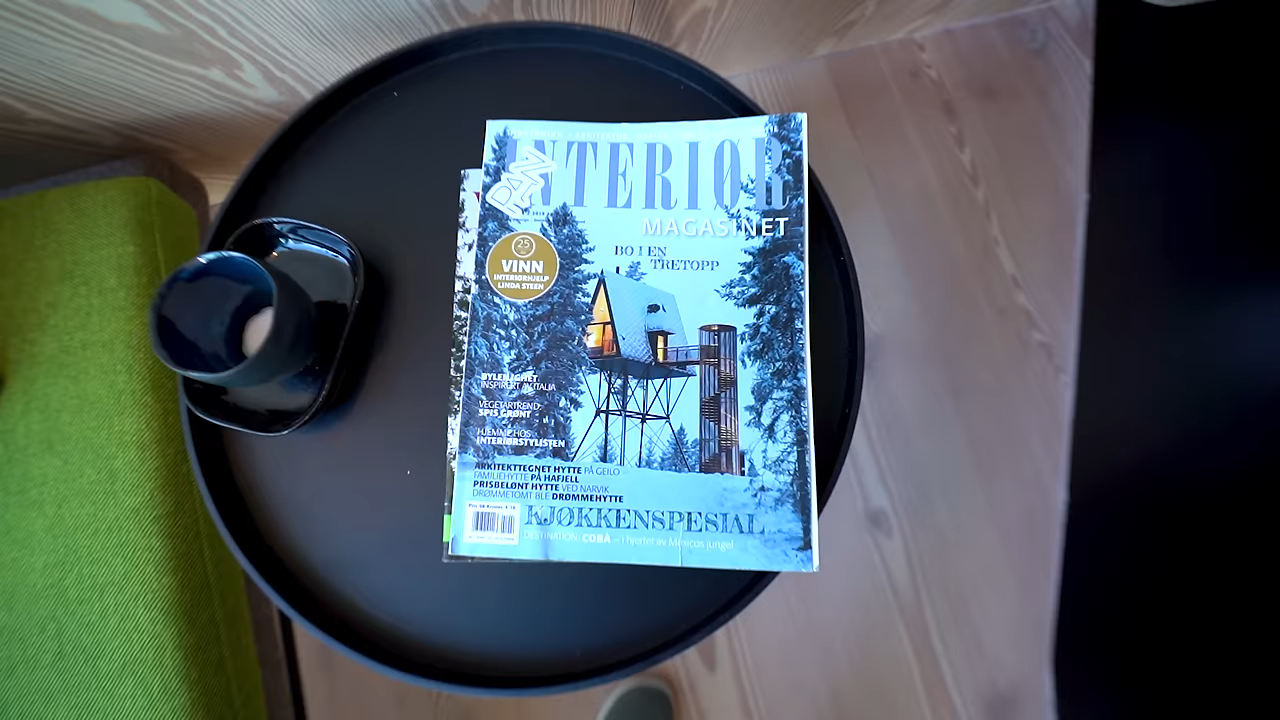 INTERIØR
RAW
MAGASINET
BO I EN
TRETOPP
25
VINN
INTERIØRHJELP
LINDA STEEN
BYLEILIGHET
INSPIRERT AV ITALIA
VEGETARTREND:
SPIS GRØNT
HJEMME HOS
INTERIØRSTYLISTEN
ARKITEKTTEGNET HYTTE PÅ GEILO
FAMILIEHYTTE PÅ HAFJELL
PRISBELØNT HYTTE VED NARVIK
DRØMMETOMT BLE DRØMMEHYTTE
KJØKKENSPESIAL
DESTINATION: COBÁ – i hjertet av Mexicos jungel